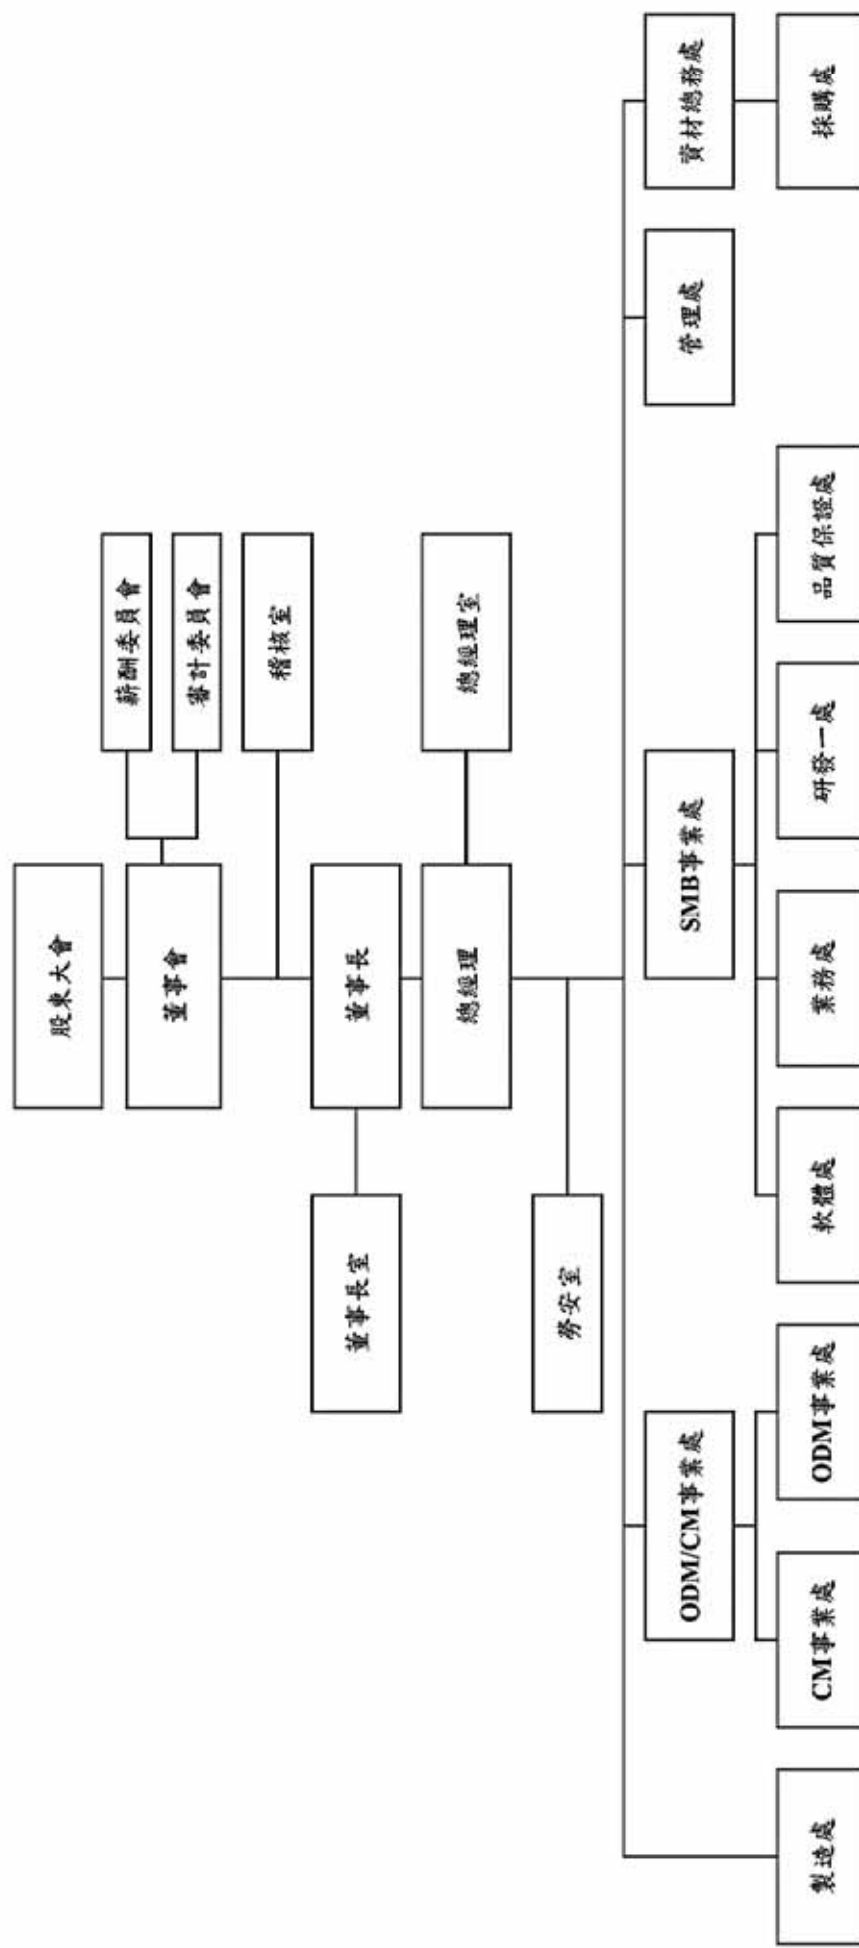 股東大會
董事會
薪酬委員會
審計委員會
稽核室
董事長
董事長室
總經理
總經理室
勞安室
ODM/CM事業處
SMB事業處
管理處
資材總務處
製造處
CM事業處
ODM事業處
軟體處
業務處
研發一處
品質保證處
採購處